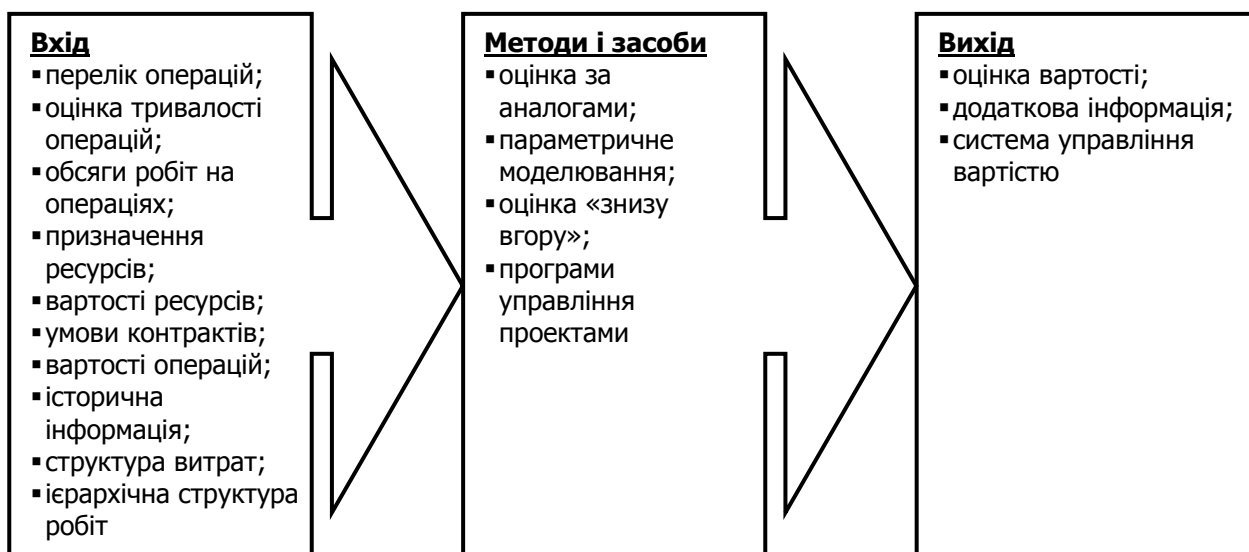 Вхід
▪перелік операцій;
▪оцінка тривалості
операцій;
▪обсяги робіт на
операціях;
▪призначення
ресурсів;
▪вартості ресурсів;
▪умови контрактів;
▪вартості операцій;
▪історична
інформація;
▪структура витрат;
▪ієрархічна структура
робіт
Методи і засоби
▪оцінка за
аналогами;
▪параметричне
моделювання;
▪оцінка «знизу
вгору»;
▪програми
управління
проектами
Вихід
▪оцінка вартості;
▪додаткова інформація;
▪система управління
вартістю